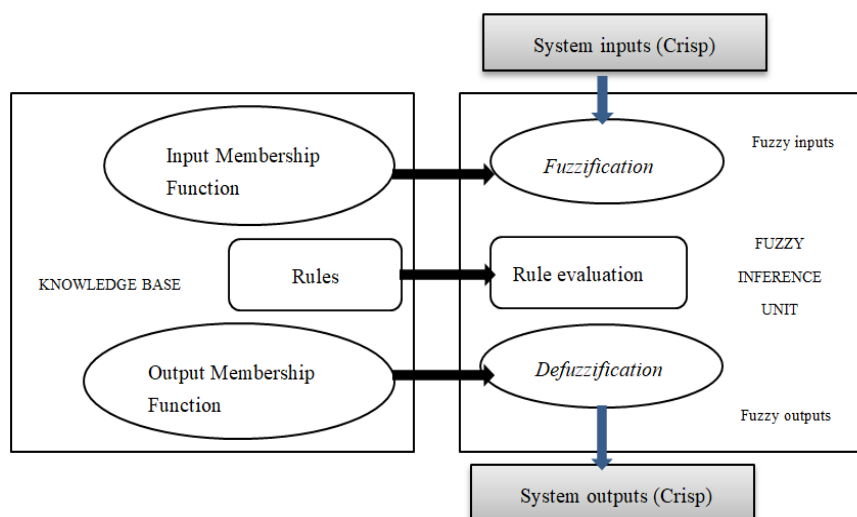 System inputs (Crisp)
Input Membership
Function
Fuzzification
Fuzzy inputs
KNOWLEDGE BASE
Rules
Rule evaluation
FUZZY
INFERENCE
UNIT
Output Membership
Function
Defuzzification
Fuzzy outputs
System outputs (Crisp)